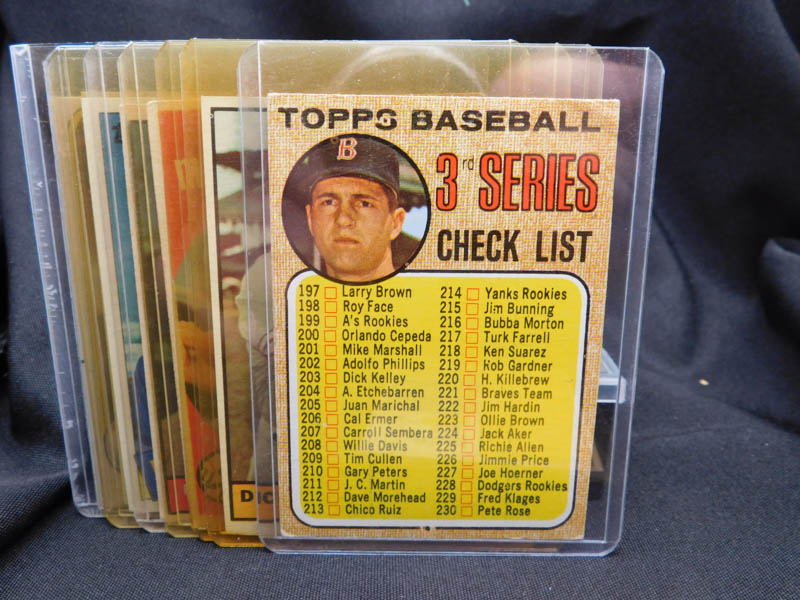 TOPPS BASEBALL
B
3rd SERIES
CHECK LIST
197 Larry Brown
198 Roy Face
199 A's Rookies
200 Orlando Cepeda
201 Mike Marshall
202 Adolfo Phillips
203 Dick Kelley
204 A. Etchebarren
205 Juan Marichal
206 Cal Ermer
207 Carroll Sembera
208 Willie Davis
209 Tim Cullen
210 Gary Peters
211 J. C. Martin
212 Dave Morehead
213 Chico Ruiz
214 Yanks Rookies
215 Jim Bunning
216 Bubba Morton
217 Turk Farrell
218 Ken Suarez
219 Rob Gardner
220 H. Killebrew
221 Braves Team
222 Jim Hardin
223 Ollie Brown
224 Jack Aker
225 Richie Allen
226 Jimmie Price
227 Joe Hoerner
228 Dodgers Rookies
229 Fred Klages
230 Pete Rose
Dic